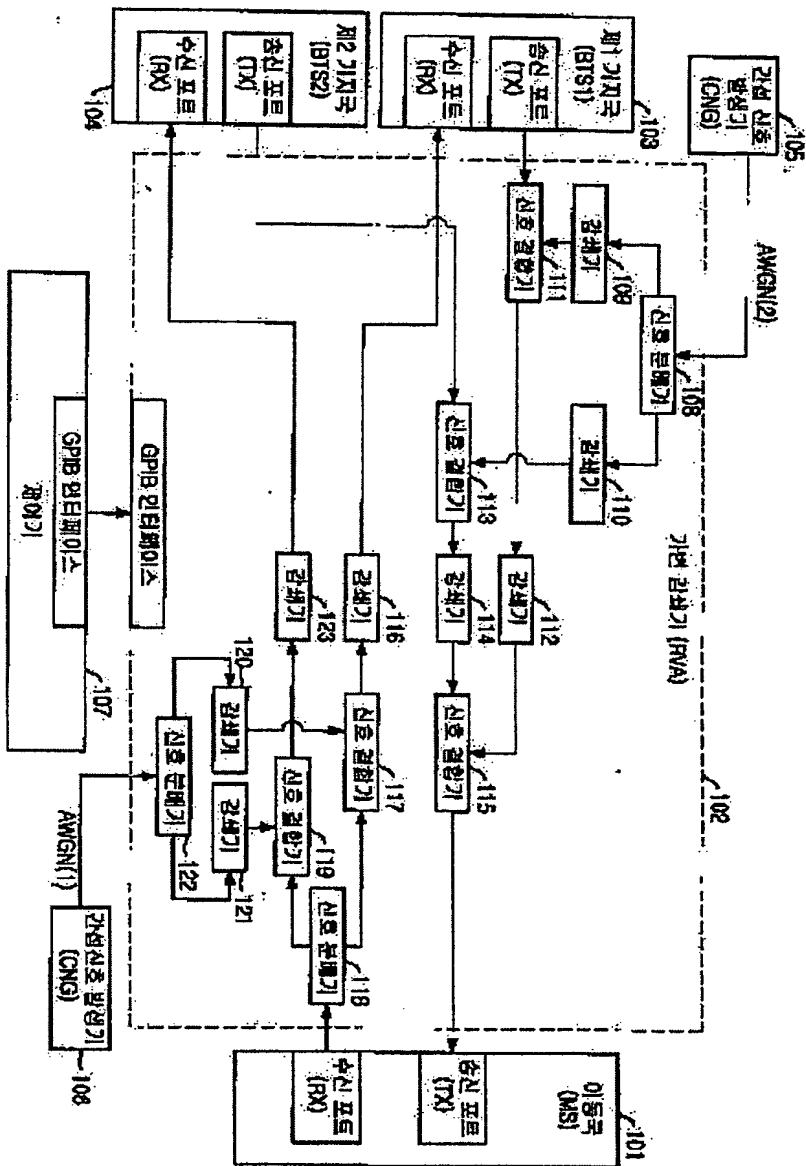 간섭 신호
발생기
(CNG)
105
AWGN(2)
신호 분배기
108
감쇄기
109
감쇄기
110
신호 결합기
111
가변 감쇄기 (RVA)
102
제1 기지국
(BTS1)
103
송신 포트
(TX)
수신 포트
(RX)
제2 기지국
(BTS2)
104
송신 포트
(TX)
수신 포트
(RX)
신호 결합기
113
감쇄기
112
감쇄기
114
신호 결합기
115
감쇄기
116
신호 결합기
117
감쇄기
123
신호 결합기
119
신호 분배기
118
감쇄기
120
감쇄기
121
신호 분배기
122
GPIB 인터페이스
GPIB 인터페이스
제어기
107
AWGN(1)
간섭신호 발생기
(CNG)
106
이동국
(MS)
101
송신 포트
(TX)
수신 포트
(RX)